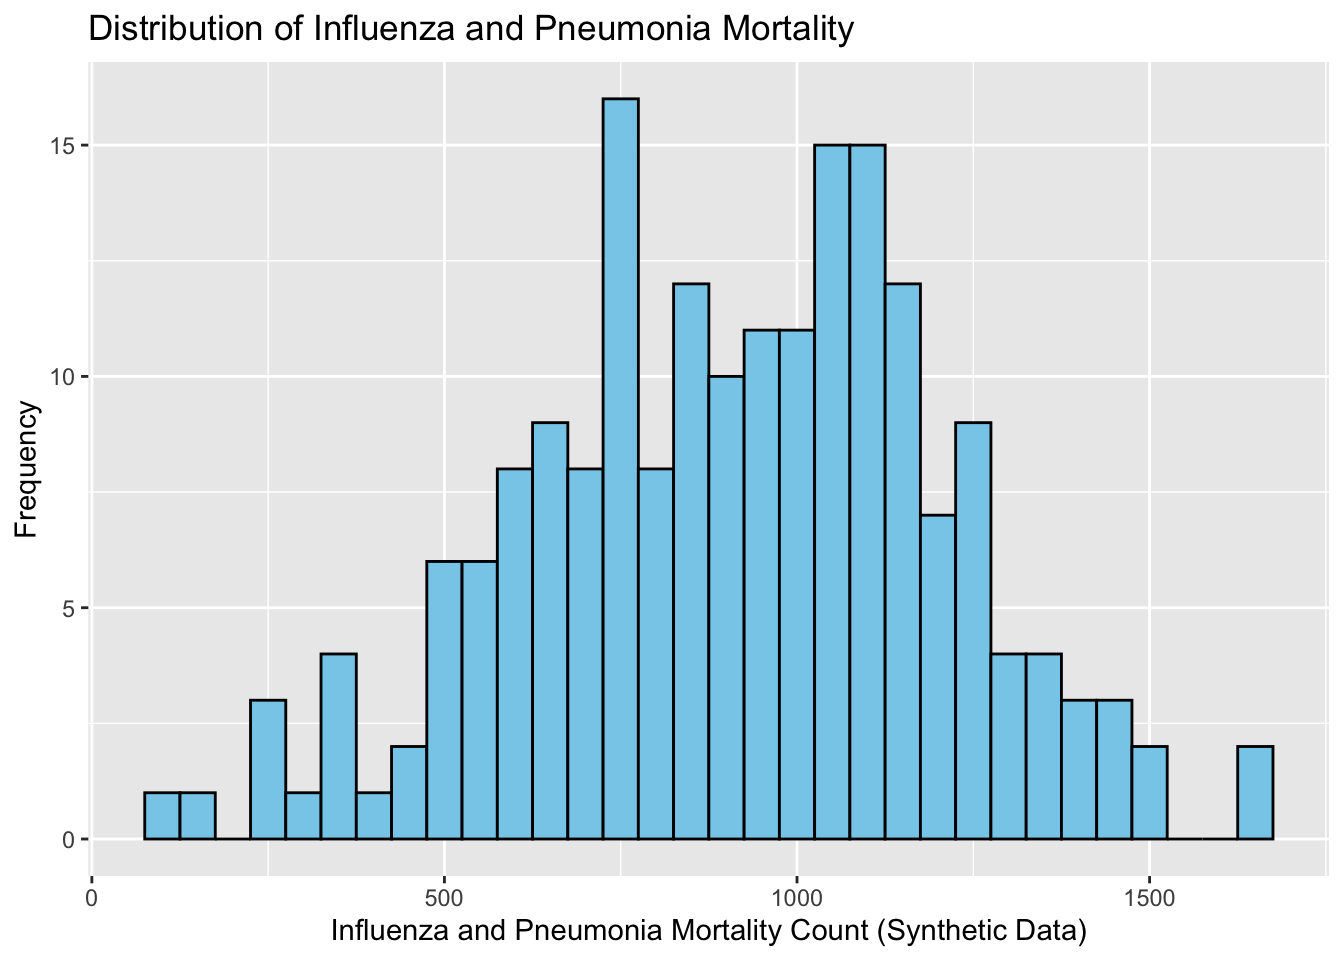 Distribution of Influenza and Pneumonia Mortality
15
10
5
0
Frequency
0 500 1000 1500
Influenza and Pneumonia Mortality Count (Synthetic Data)